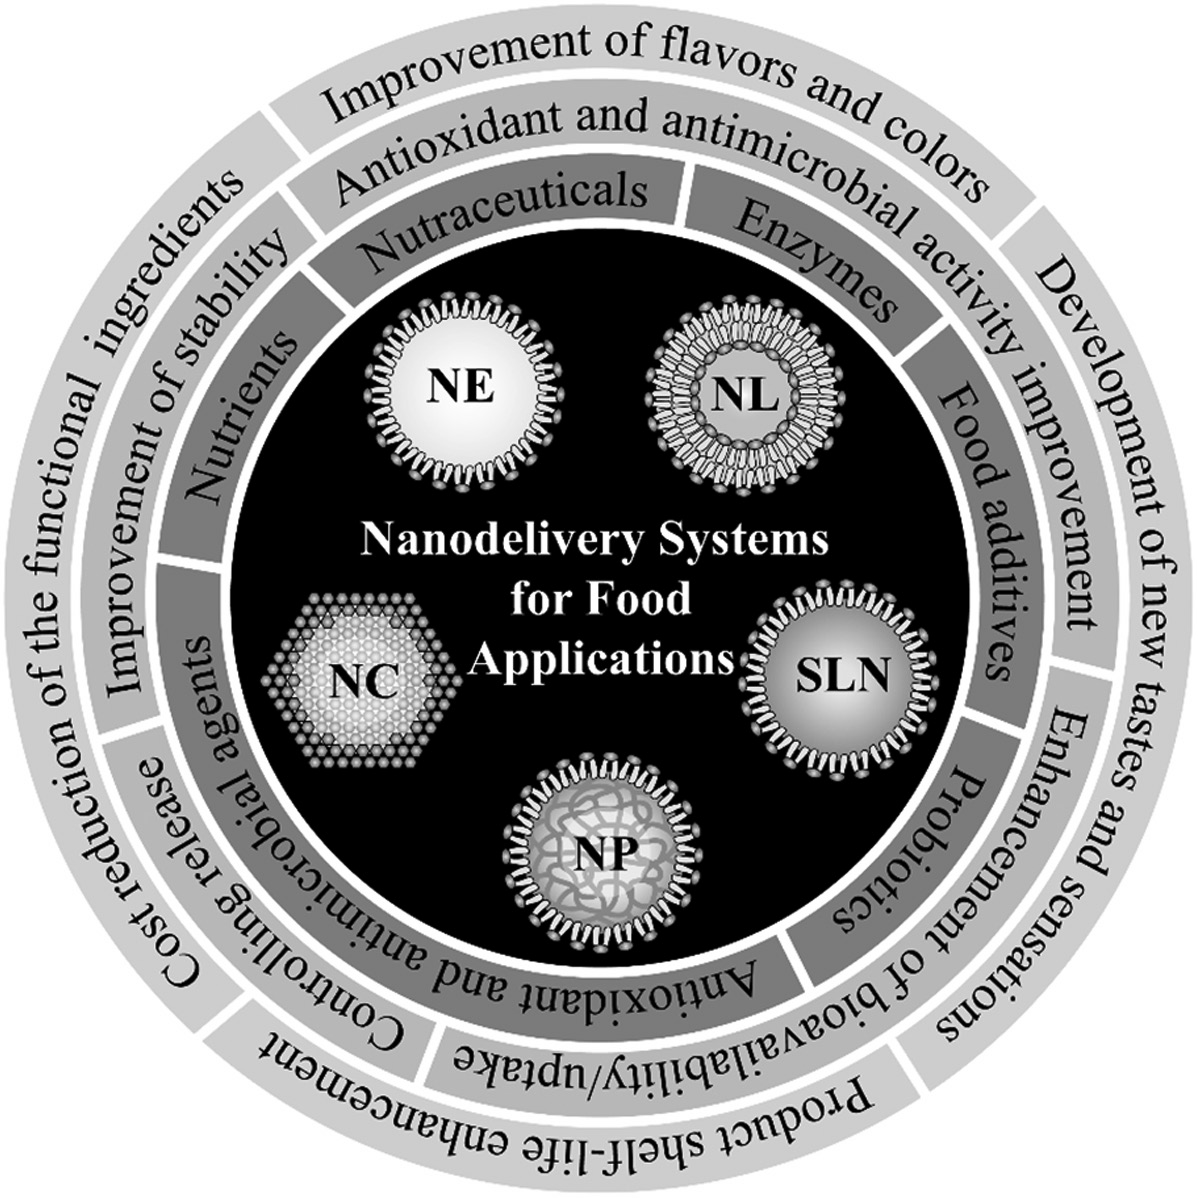 Improvement of flavors and colors
Development of new tastes and sensations
Product shelf-life enhancement
Cost reduction of the functional ingredients
Antioxidant and antimicrobial activity improvement
Enhancement of bioavailability/uptake
Controlling release
Improvement of stability
Nutraceuticals
Enzymes
Food additives
Probiotics
Antioxidant and antimicrobial agents
Nutrients
NE
NL
Nanodelivery Systems
for Food
Applications
NC
SLN
NP